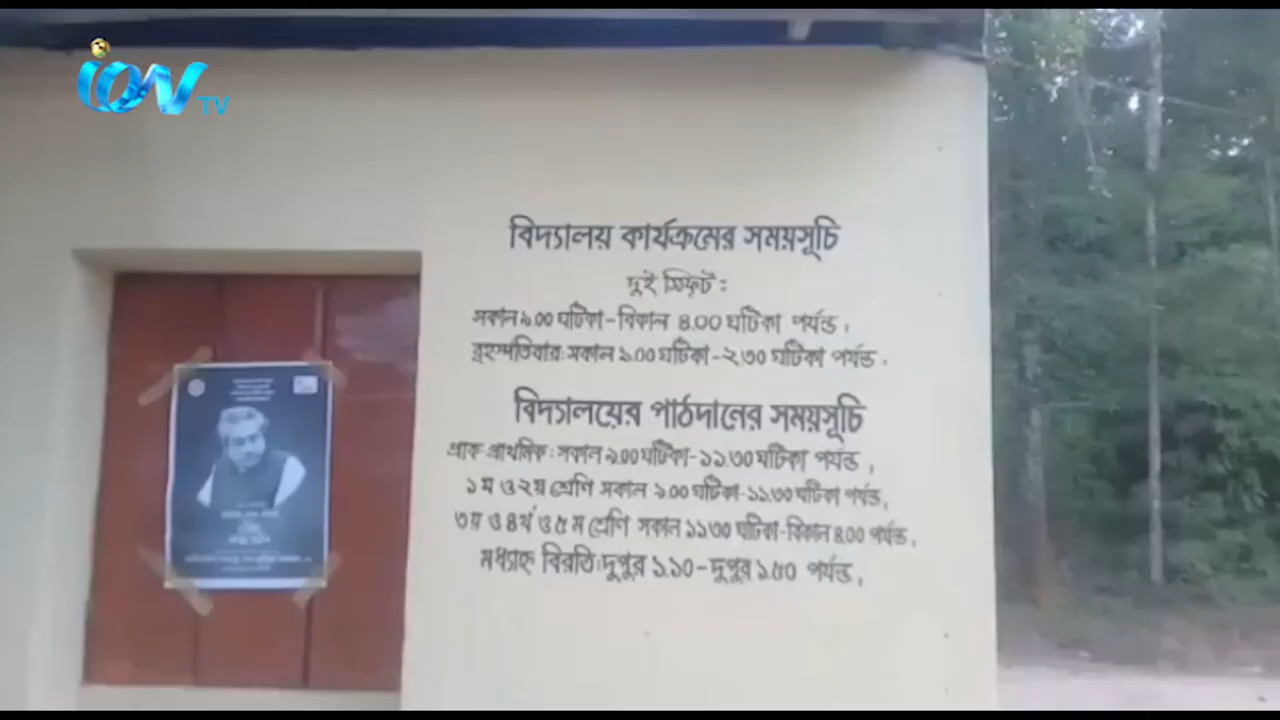 ion TV
বিদ্যালয় কার্যক্রমের সময়সূচি
দুই সিফ্ট :
সকাল ৯.০০ ঘটিকা - বিকাল ৪.০০ ঘটিকা পর্যন্ত ।
বৃহস্পতিবার: সকাল ৯.০০ ঘটিকা - ২.৩০ ঘটিকা পর্যন্ত ।
বিদ্যালয়ের পাঠদানের সময়সূচি
প্রাক-প্রাথমিক : সকাল ৯.০০ ঘটিকা - ১১.৩০ ঘটিকা পর্যন্ত ,
১ম ও ২য় শ্রেণি সকাল ৯.০০ ঘটিকা - ১১.৩০ ঘটিকা পর্যন্ত,
৩য় ও ৪র্থ ও ৫ম শ্রেণি সকাল ১১.৩০ ঘটিকা - বিকাল ৪.০০ পর্যন্ত ,
মধ্যাহ্ন বিরতি : দুপুর ১.১০ - দুপুর ১.৫০ পর্যন্ত ,